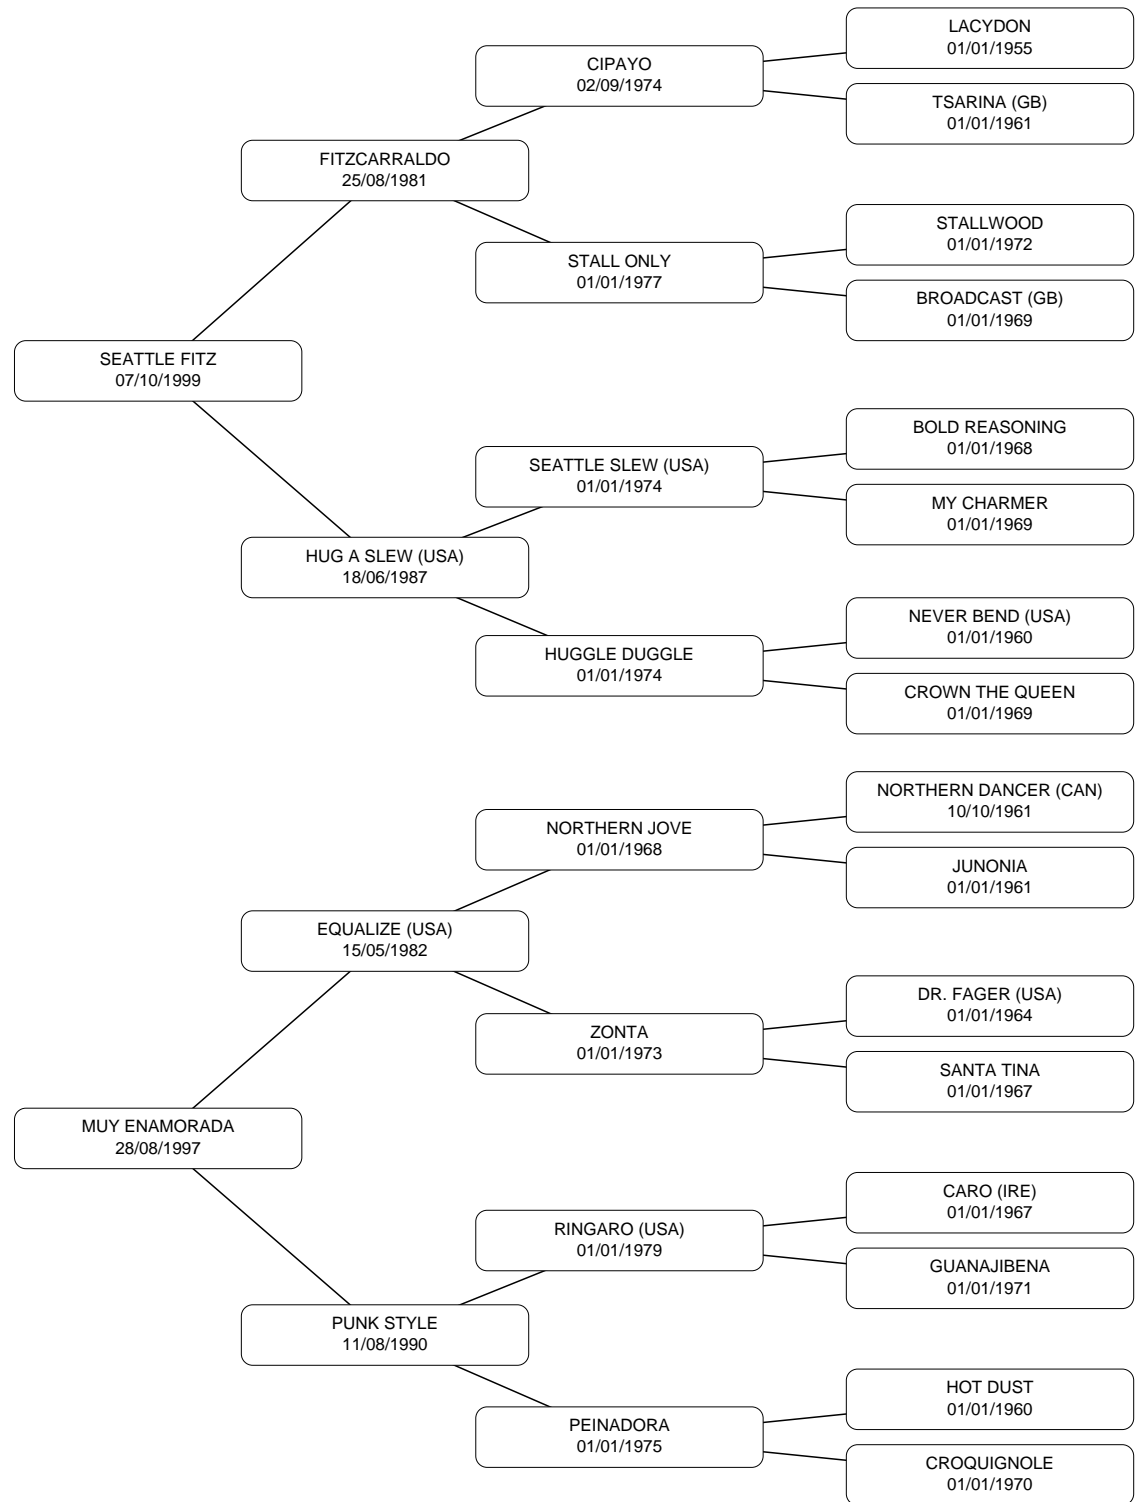 LACYDON
01/01/1955
CIPAYO
02/09/1974
TSARINA (GB)
01/01/1961
FITZCARRALDO
25/08/1981
STALLWOOD
01/01/1972
STALL ONLY
01/01/1977
BROADCAST (GB)
01/01/1969
SEATTLE FITZ
07/10/1999
BOLD REASONING
01/01/1968
SEATTLE SLEW (USA)
01/01/1974
MY CHARMER
01/01/1969
HUG A SLEW (USA)
18/06/1987
NEVER BEND (USA)
01/01/1960
HUGGLE DUGGLE
01/01/1974
CROWN THE QUEEN
01/01/1969
NORTHERN DANCER (CAN)
10/10/1961
NORTHERN JOVE
01/01/1968
JUNONIA
01/01/1961
EQUALIZE (USA)
15/05/1982
DR. FAGER (USA)
01/01/1964
ZONTA
01/01/1973
SANTA TINA
01/01/1967
MUY ENAMORADA
28/08/1997
CARO (IRE)
01/01/1967
RINGARO (USA)
01/01/1979
GUANAJIBENA
01/01/1971
PUNK STYLE
11/08/1990
HOT DUST
01/01/1960
PEINADORA
01/01/1975
CROQUIGNOLE
01/01/1970